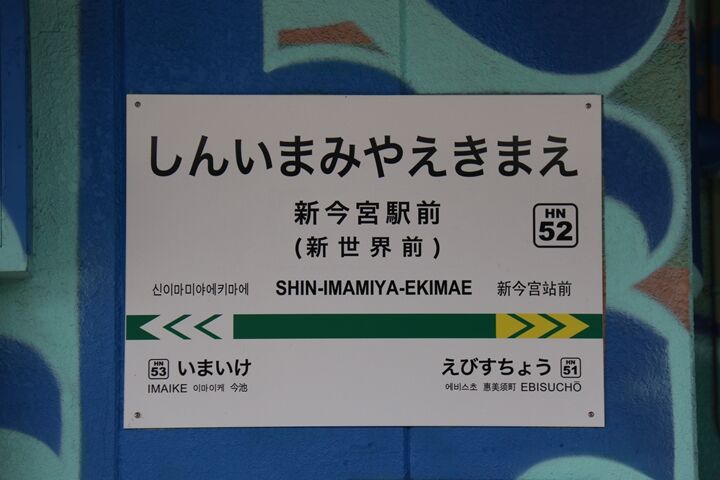 しんいまみやえきまえ
新今宮駅前
(新世界前)
HN
52
신이마미야에키마에 SHIN-IMAMIYA-EKIMAE 新今宮站前
HN
53
いまいけ
IMAIKE 이마이케 今池
えびすちょう
HN
51
에비스초 惠美須町 EBISUCHŌ